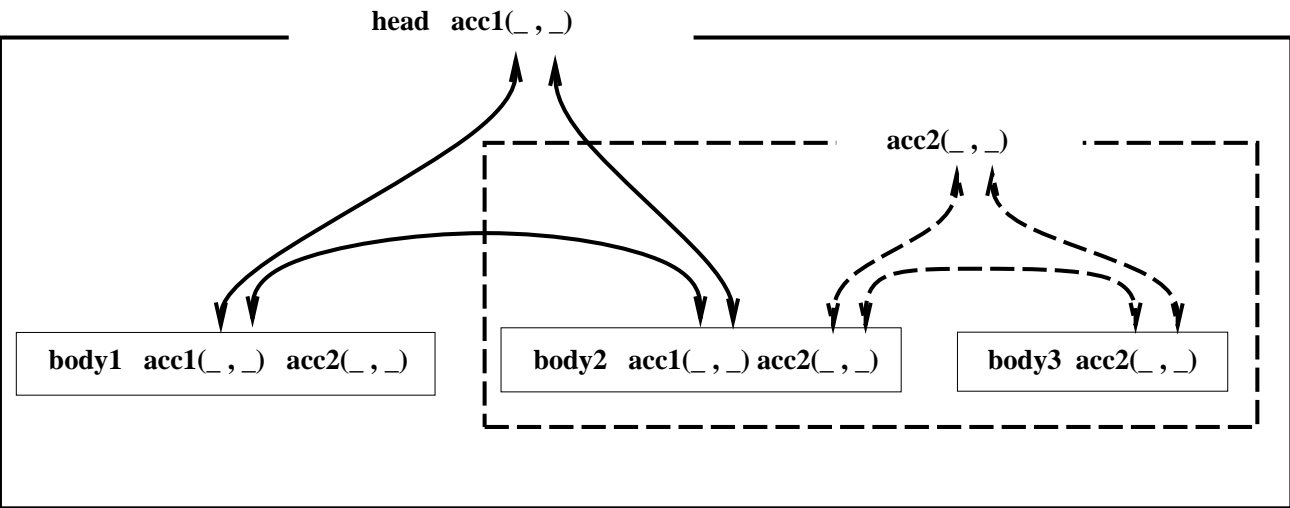 head acc1(_ , _)
acc2(_ , _)
body1 acc1(_ , _) acc2(_ , _)
body2 acc1(_ , _) acc2(_ , _)
body3 acc2(_ , _)